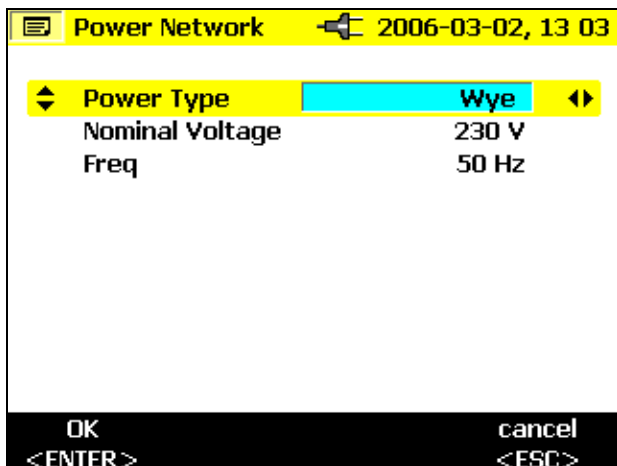 Power Network 2006-03-02, 13 03
Power Type Wye
Nominal Voltage 230 V
Freq 50 Hz
OK cancel
<ENTER> <ESC>